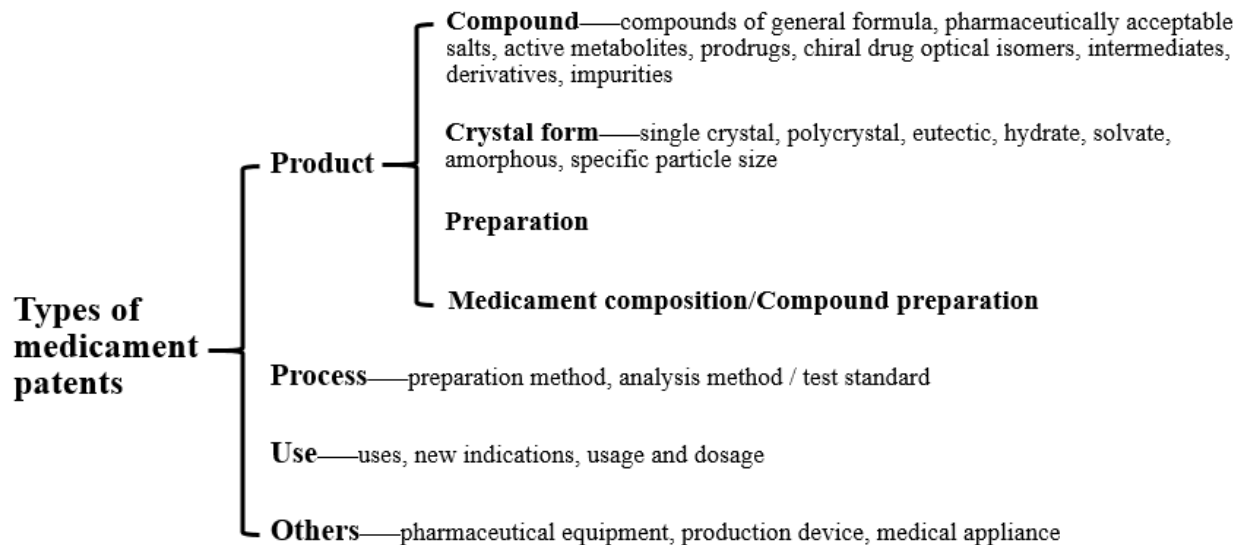 Compound——compounds of general formula, pharmaceutically acceptable
salts, active metabolites, prodrugs, chiral drug optical isomers, intermediates,
derivatives, impurities
Crystal form——single crystal, polycrystal, eutectic, hydrate, solvate,
amorphous, specific particle size
Product
Preparation
Medicament composition/Compound preparation
Types of
medicament
patents
Process——preparation method, analysis method / test standard
Use——uses, new indications, usage and dosage
Others——pharmaceutical equipment, production device, medical appliance